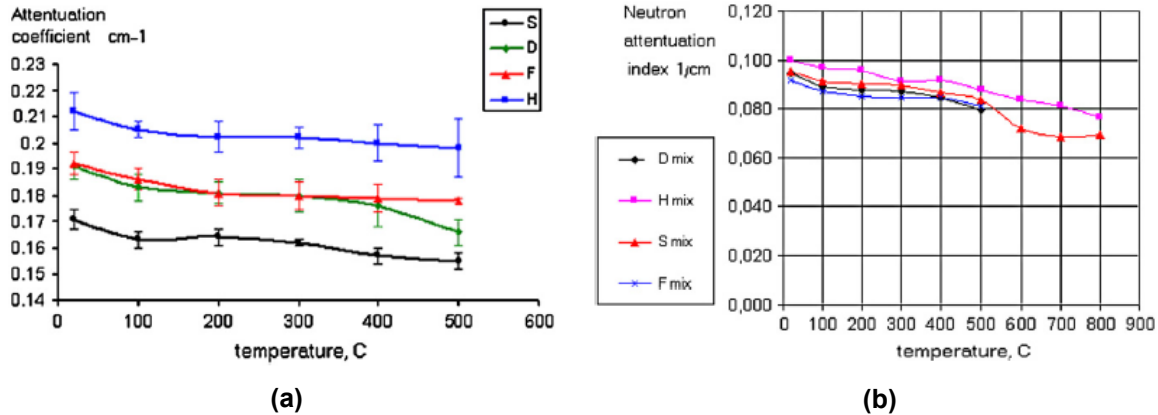 Attentuation
coefficient cm-1
S
D
F
H
0.23
0.22
0.21
0.2
0.19
0.18
0.17
0.16
0.15
0.14
0 100 200 300 400 500 600
temperature, C
(a)
Neutron
attentuation
index 1/cm
0,120
0,100
0,080
0,060
0,040
0,020
0,000
D mix
H mix
S mix
F mix
0 100 200 300 400 500 600 700 800 900
temperature, C
(b)